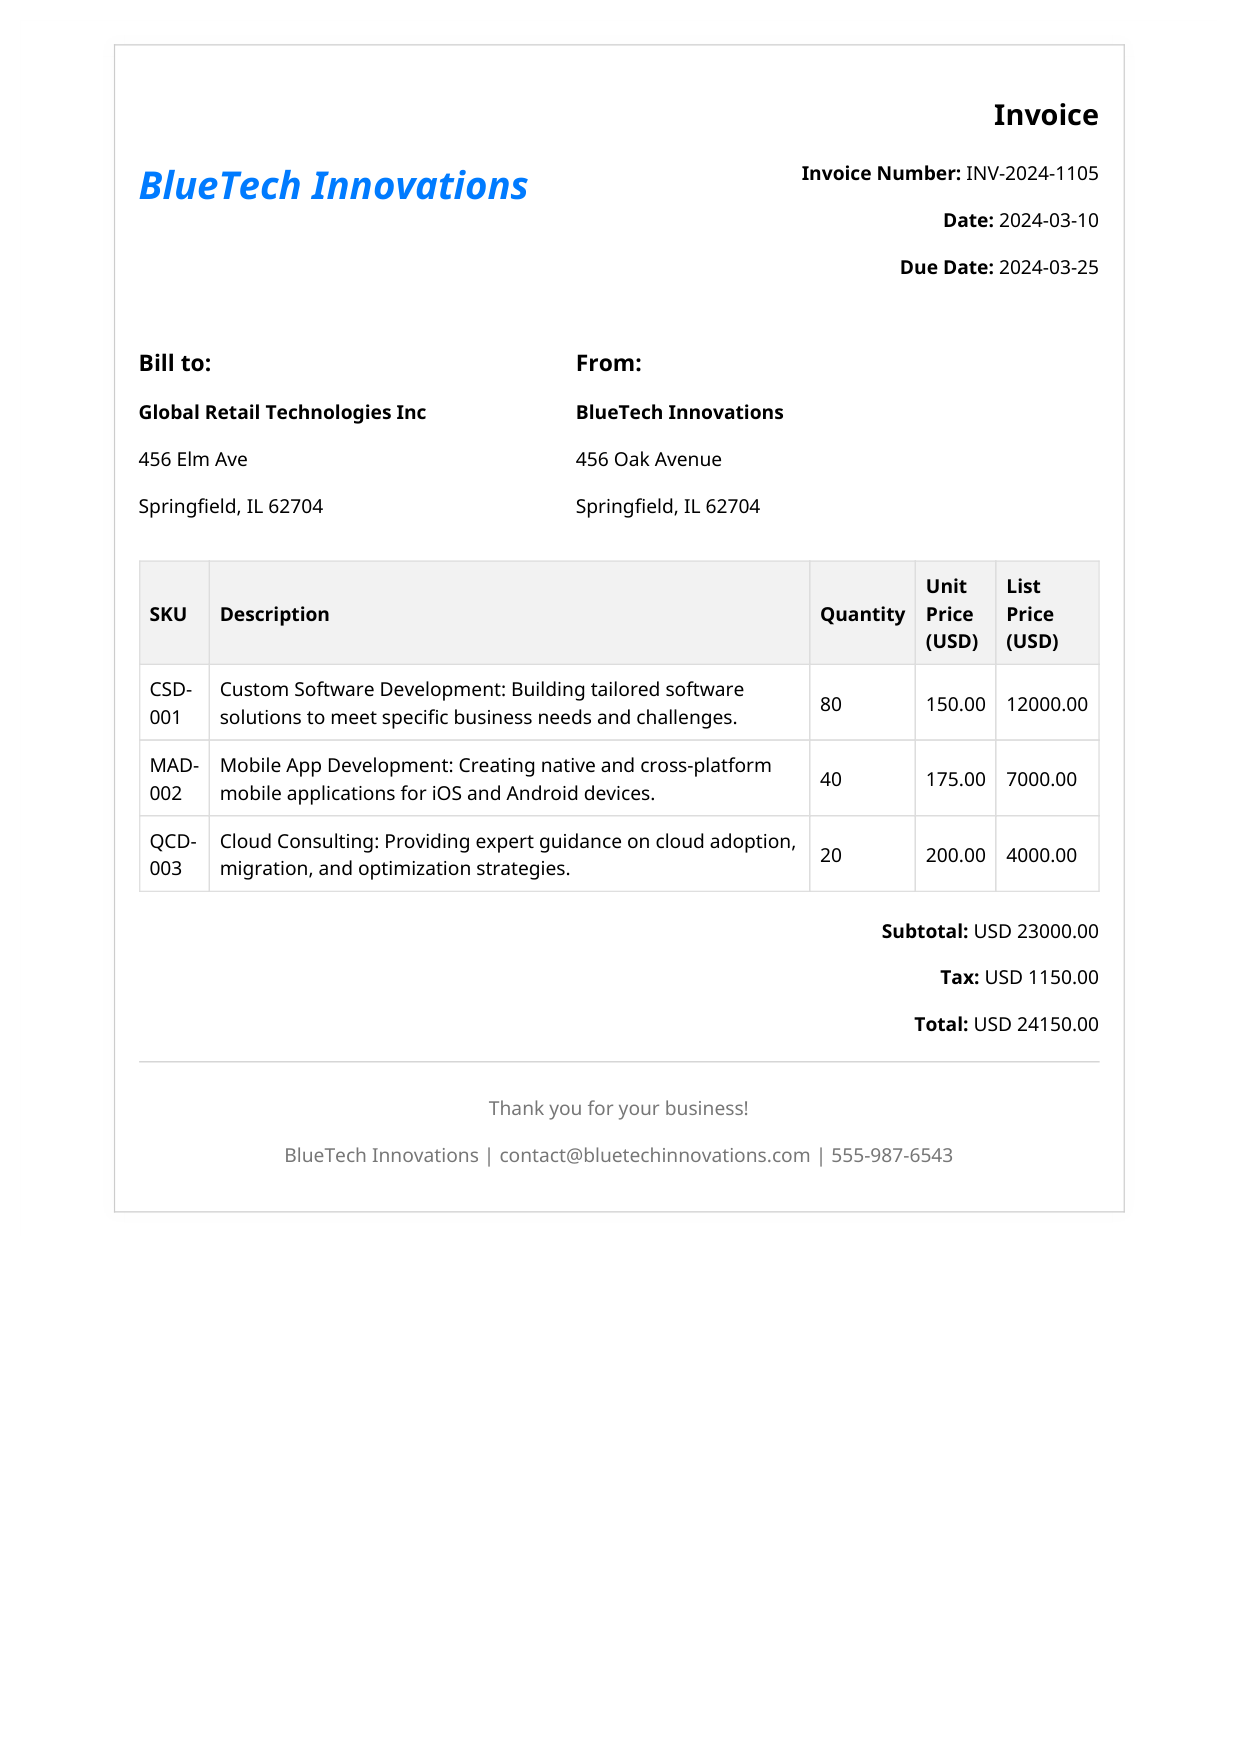 Invoice
BlueTech Innovations
Invoice Number: INV-2024-1105
Date: 2024-03-10
Due Date: 2024-03-25
Bill to:
Global Retail Technologies Inc
456 Elm Ave
Springfield, IL 62704
From:
BlueTech Innovations
456 Oak Avenue
Springfield, IL 62704
SKU Description Quantity Unit Price (USD) List Price (USD)
CSD-001 Custom Software Development: Building tailored software
solutions to meet specific business needs and challenges. 80 150.00 12000.00
MAD-002 Mobile App Development: Creating native and cross-platform
mobile applications for iOS and Android devices. 40 175.00 7000.00
QCD-003 Cloud Consulting: Providing expert guidance on cloud adoption,
migration, and optimization strategies. 20 200.00 4000.00
Subtotal: USD 23000.00
Tax: USD 1150.00
Total: USD 24150.00
Thank you for your business!
BlueTech Innovations | contact@bluetechinnovations.com | 555-987-6543